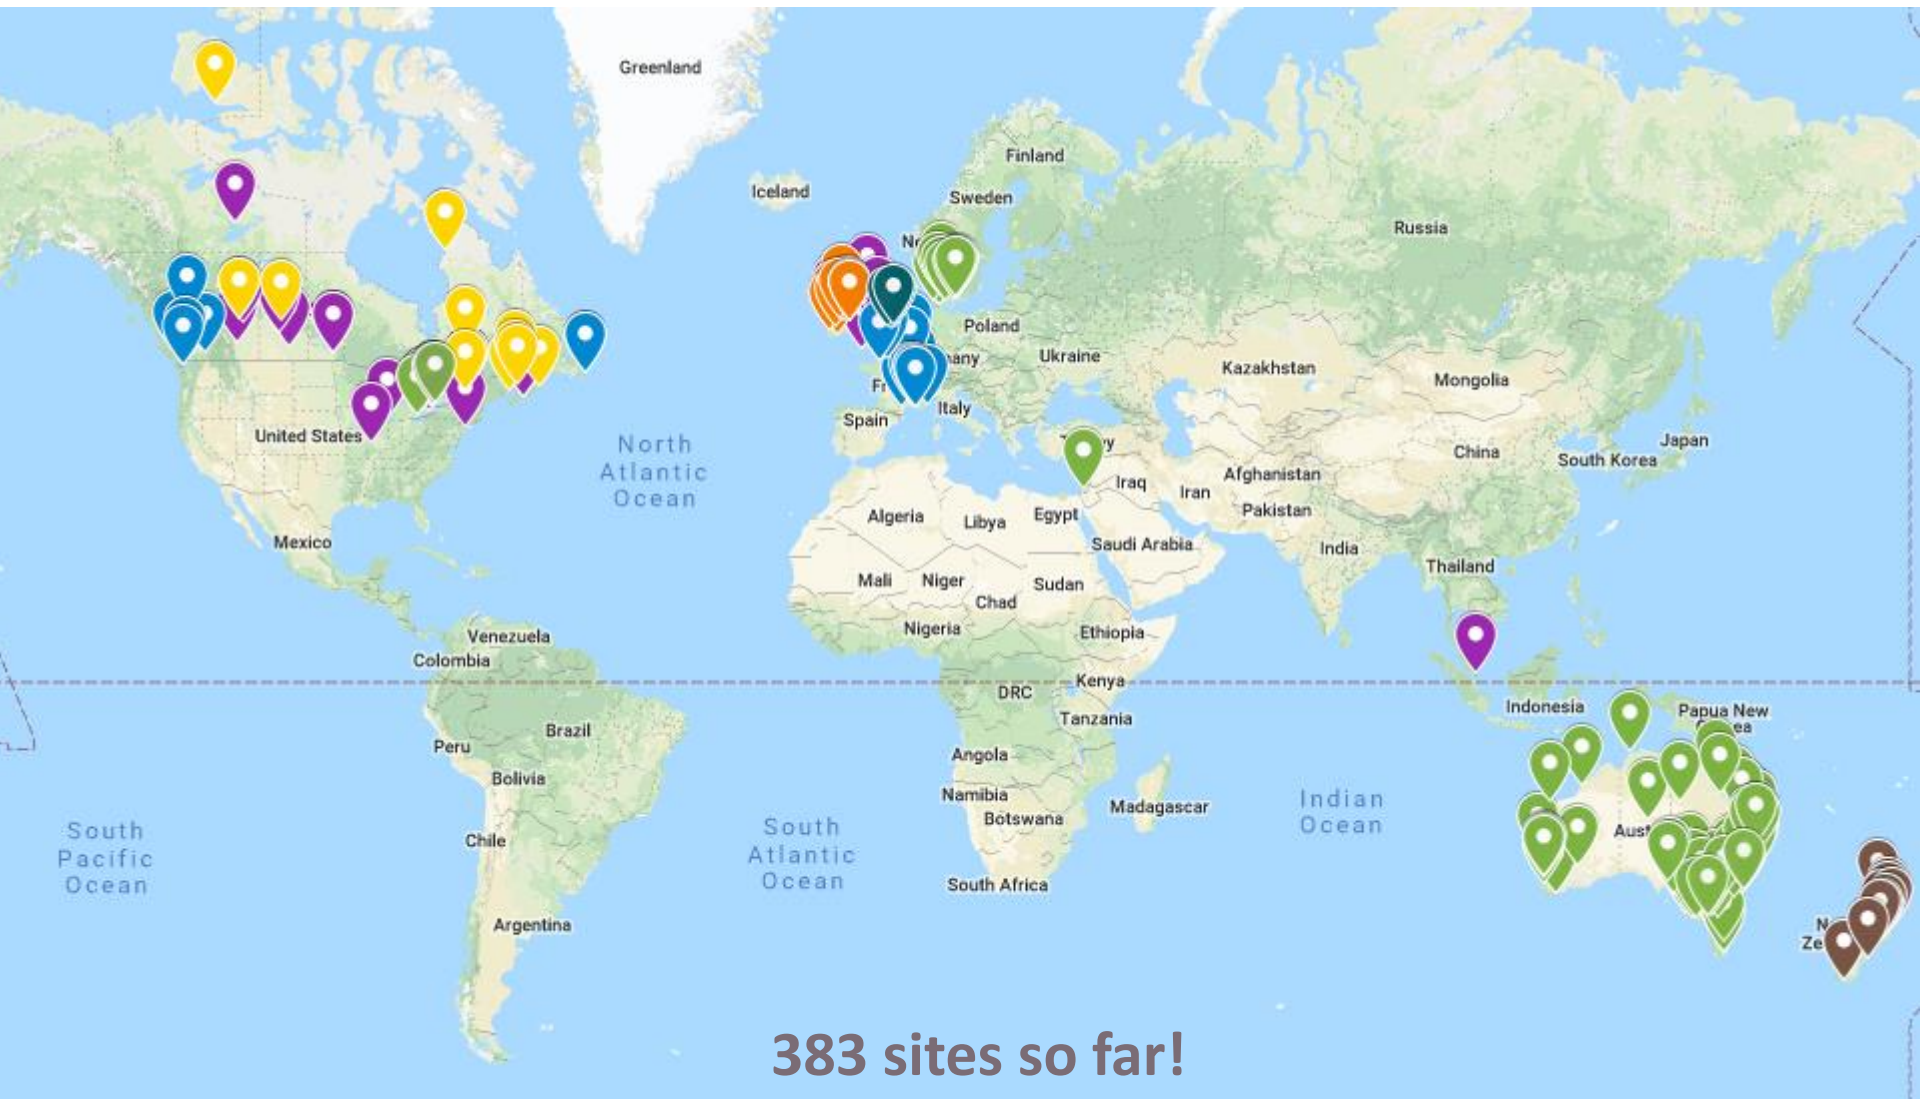 Greenland
Finland
Iceland
Sweden
Russia
Poland
Ukraine
Kazakhstan
Mongolia
Italy
Spain
United States
North
Atlantic
Ocean
China
Japan
South Korea
Afghanistan
Iraq
Iran
Pakistan
Algeria
Libya
Egypt
Saudi Arabia
India
Mexico
Thailand
Mali
Niger
Chad
Sudan
Nigeria
Ethiopia
Venezuela
Colombia
DRC
Kenya
Tanzania
Indonesia
Papua New
Brazil
Peru
Bolivia
Angola
Namibia
Botswana
Madagascar
Indian
Ocean
South
Pacific
Ocean
Chile
South
Atlantic
Ocean
South Africa
Argentina
383 sites so far!